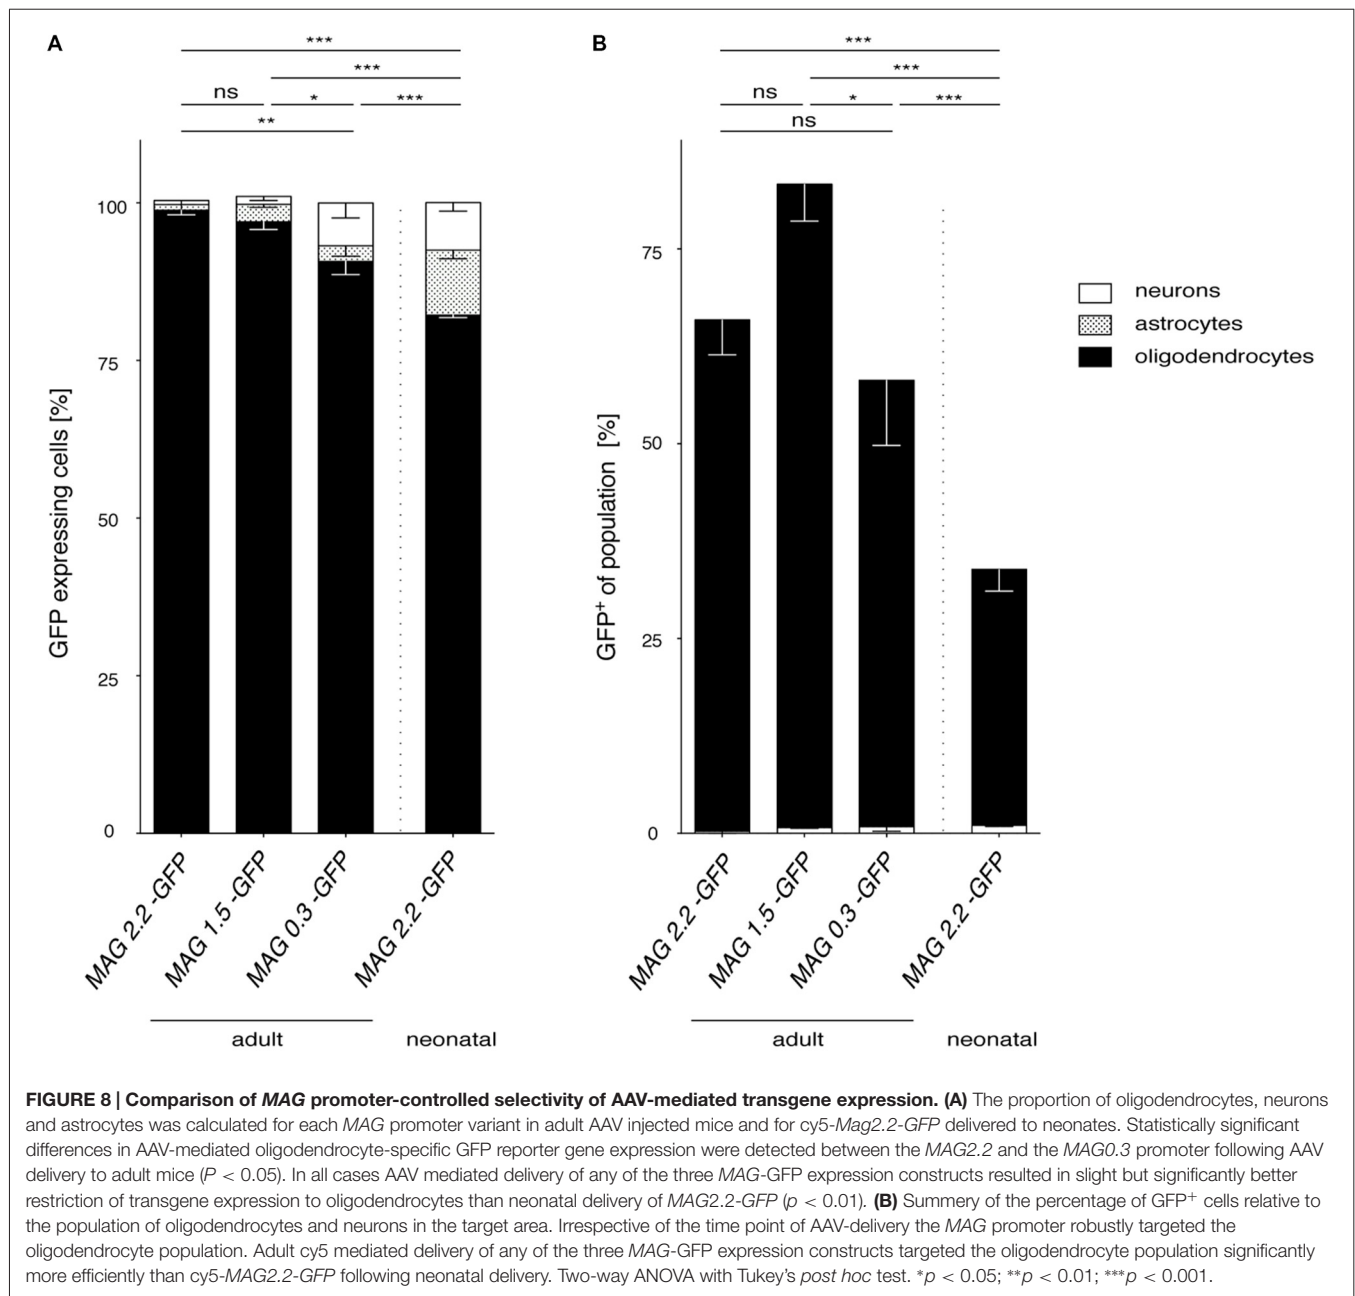 A
***
***
ns * ***
**
GFP expressing cells [%]
100
75
50
25
0
MAG 2.2 -GFP
MAG 1.5 -GFP
MAG 0.3 -GFP
MAG 2.2 -GFP
adult
neonatal
B
***
***
ns * ***
ns
GFP+ of population [%]
75
50
25
0
MAG 2.2 -GFP
MAG 1.5 -GFP
MAG 0.3 -GFP
MAG 2.2 -GFP
adult
neonatal
neurons
astrocytes
oligodendrocytes
FIGURE 8 | Comparison of MAG promoter-controlled selectivity of AAV-mediated transgene expression. (A) The proportion of oligodendrocytes, neurons
and astrocytes was calculated for each MAG promoter variant in adult AAV injected mice and for cy5-Mag2.2-GFP delivered to neonates. Statistically significant
differences in AAV-mediated oligodendrocyte-specific GFP reporter gene expression were detected between the MAG2.2 and the MAG0.3 promoter following AAV
delivery to adult mice (P < 0.05). In all cases AAV mediated delivery of any of the three MAG-GFP expression constructs resulted in slight but significantly better
restriction of transgene expression to oligodendrocytes than neonatal delivery of MAG2.2-GFP (p < 0.01). (B) Summery of the percentage of GFP+ cells relative to
the population of oligodendrocytes and neurons in the target area. Irrespective of the time point of AAV-delivery the MAG promoter robustly targeted the
oligodendrocyte population. Adult cy5 mediated delivery of any of the three MAG-GFP expression constructs targeted the oligodendrocyte population significantly
more efficiently than cy5-MAG2.2-GFP following neonatal delivery. Two-way ANOVA with Tukey's post hoc test. *p < 0.05; **p < 0.01; ***p < 0.001.